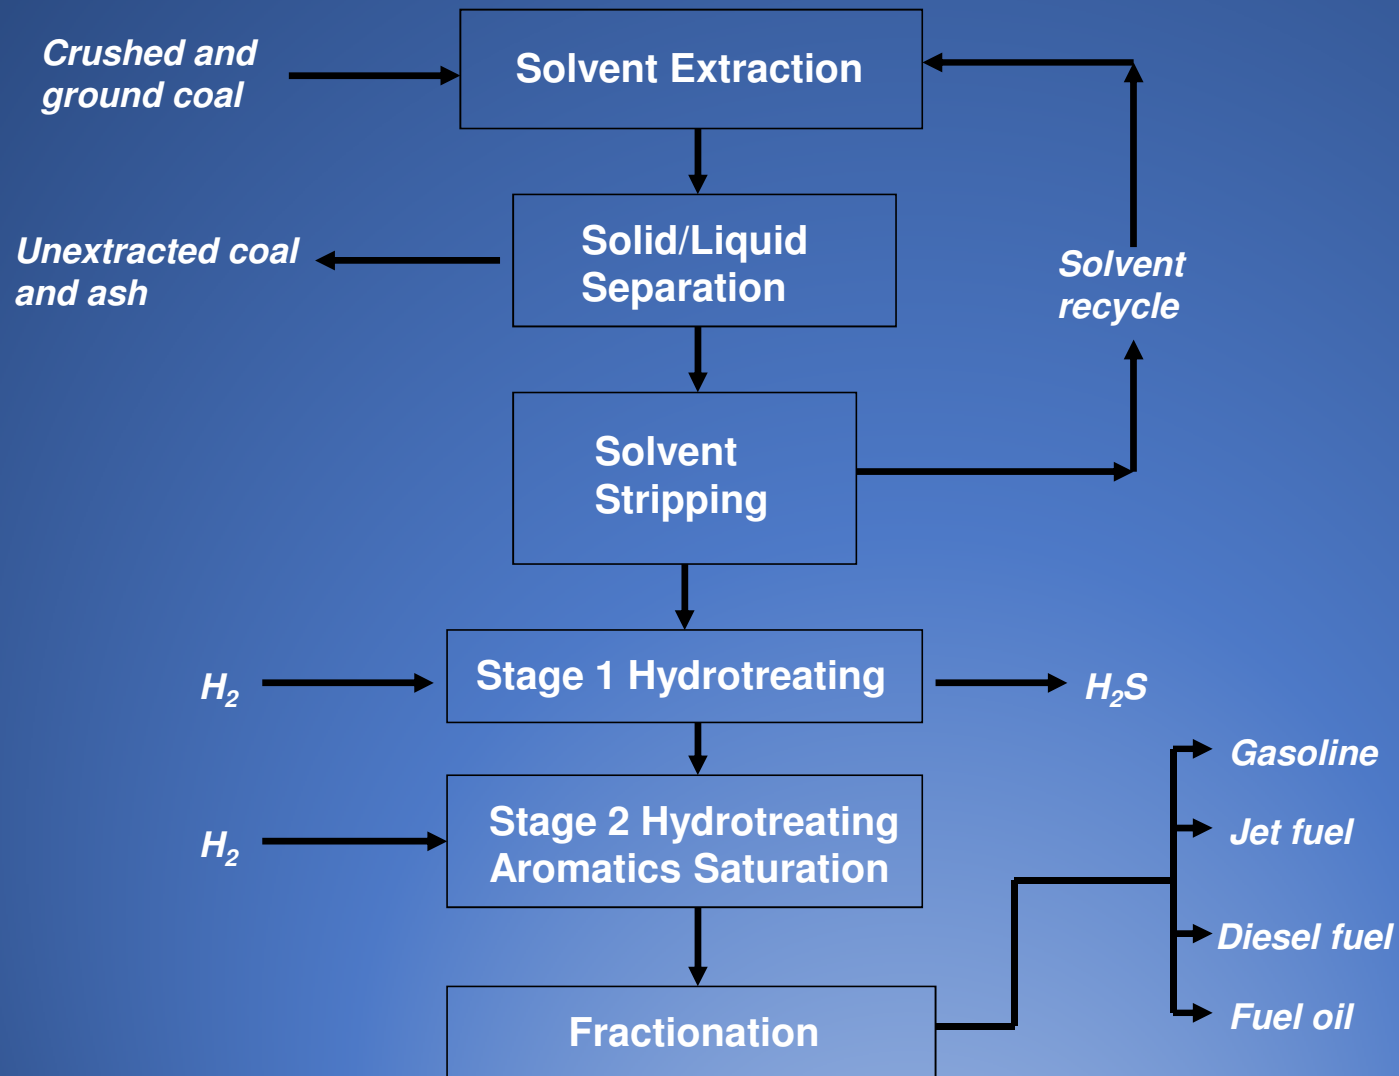 Crushed and
ground coal
Solvent Extraction
Unextracted coal
and ash
Solid/Liquid
Separation
Solvent
recycle
Solvent
Stripping
H₂
Stage 1 Hydrotreating
H₂S
H₂
Stage 2 Hydrotreating
Aromatics Saturation
Gasoline
Jet fuel
Diesel fuel
Fuel oil
Fractionation